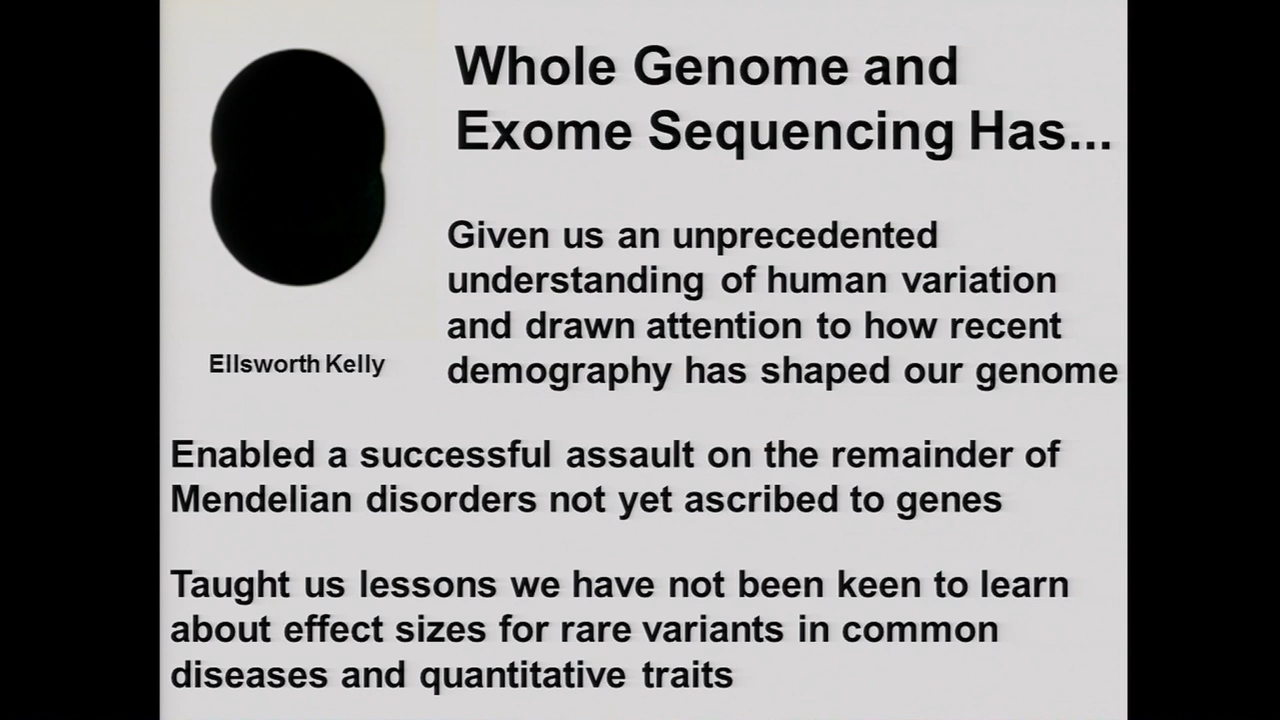 Whole Genome and
Exome Sequencing Has...
Given us an unprecedented
understanding of human variation
and drawn attention to how recent
demography has shaped our genome
Ellsworth Kelly
Enabled a successful assault on the remainder of
Mendelian disorders not yet ascribed to genes
Taught us lessons we have not been keen to learn
about effect sizes for rare variants in common
diseases and quantitative traits